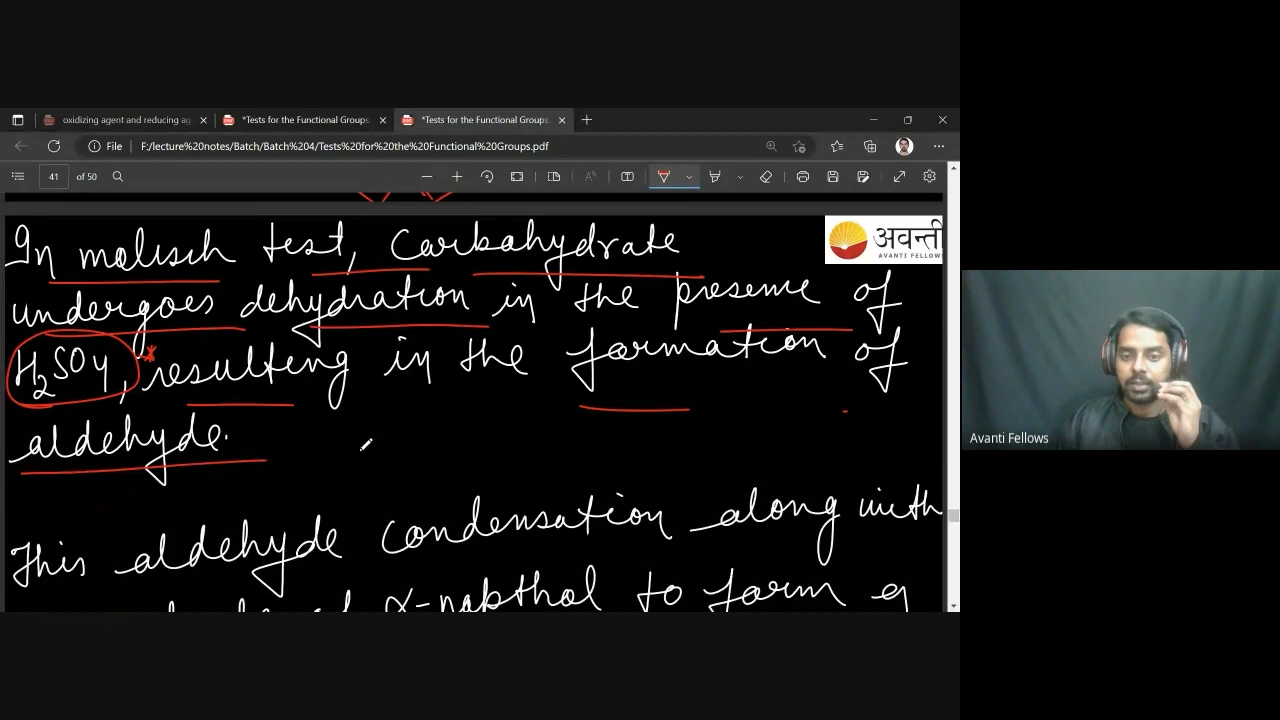 oxidizing agent and reducing ag
*Tests for the Functional Groups.
*Tests for the Functional Groups.
File F:/lecture%20notes/Batch/Batch%204/Tests%20for%20the%20Functional%20Groups.pdf
41 of 50
In molisch test, Carbohydrate
undergoes dehydration in the presence of
H2SO4, * resulting in the formation of
aldehyde.
अवन्ती
AVANTI FELLOWS
This aldehyde condensation along with
α-napthol to form a
Avanti Fellows